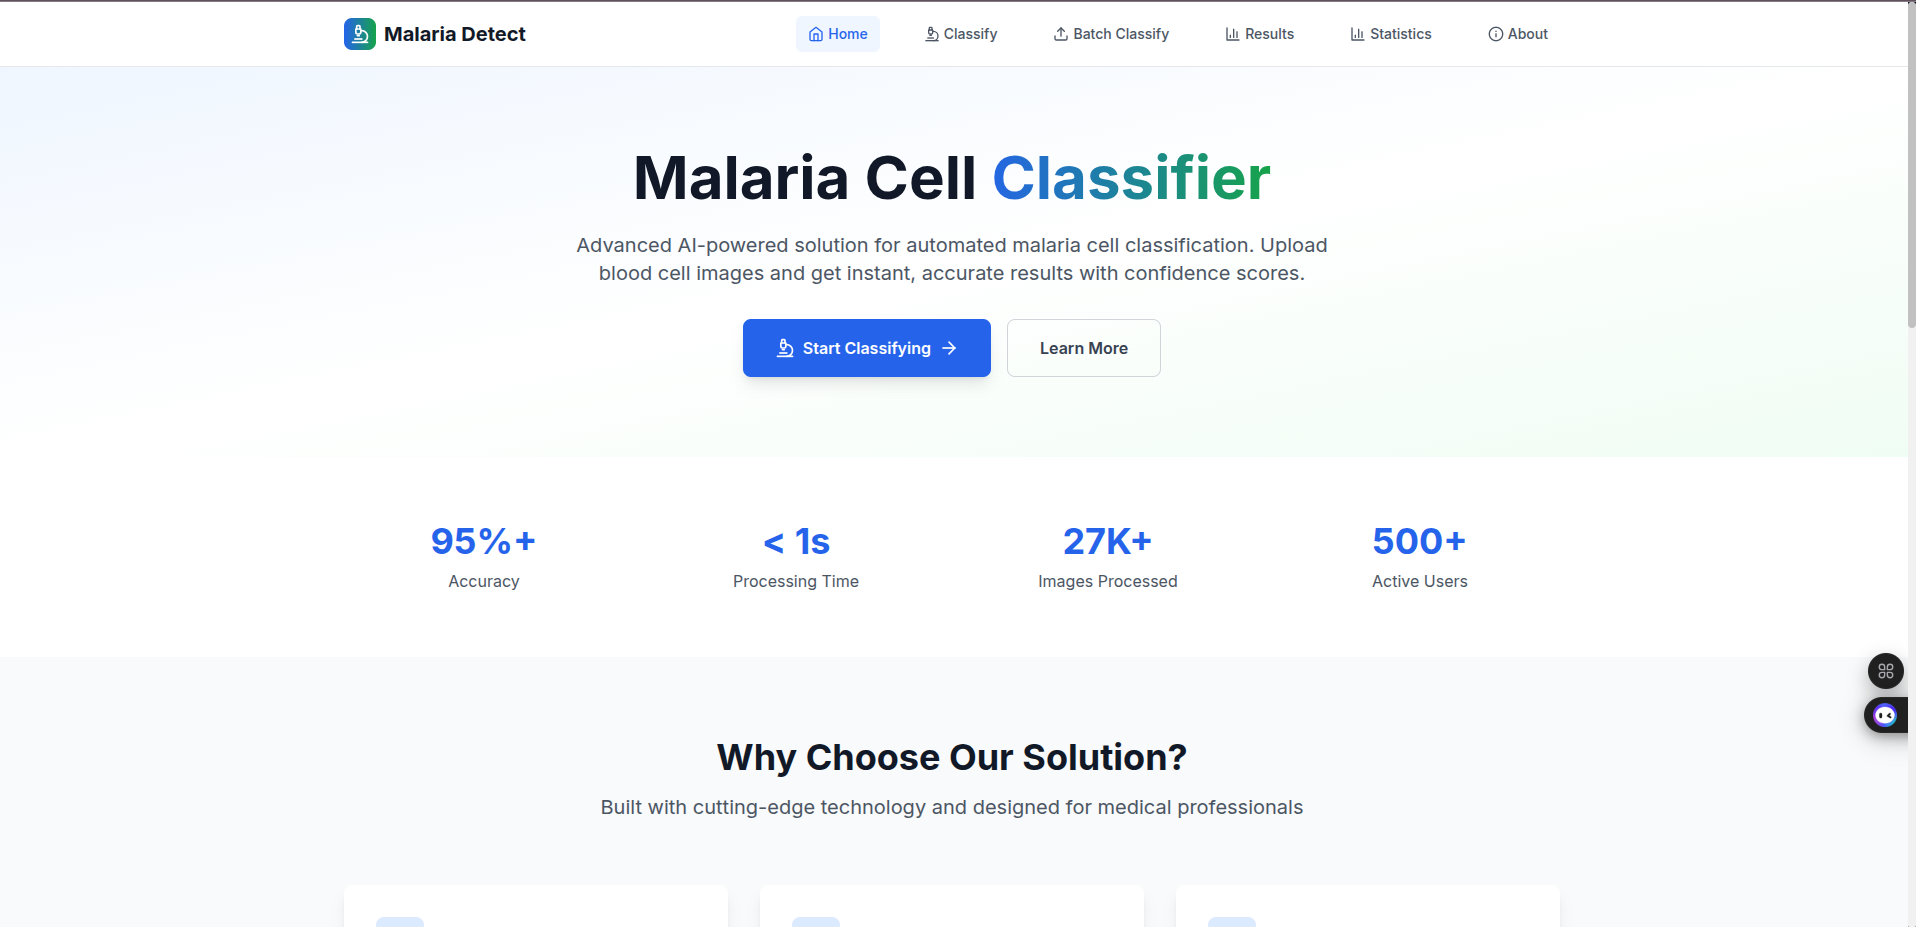 Malaria Detect
Home
Classify
Batch Classify
Results
Statistics
About
Malaria Cell Classifier
Advanced AI-powered solution for automated malaria cell classification. Upload
blood cell images and get instant, accurate results with confidence scores.
Start Classifying
Learn More
95%+
Accuracy
< 1s
Processing Time
27K+
Images Processed
500+
Active Users
Why Choose Our Solution?
Built with cutting-edge technology and designed for medical professionals